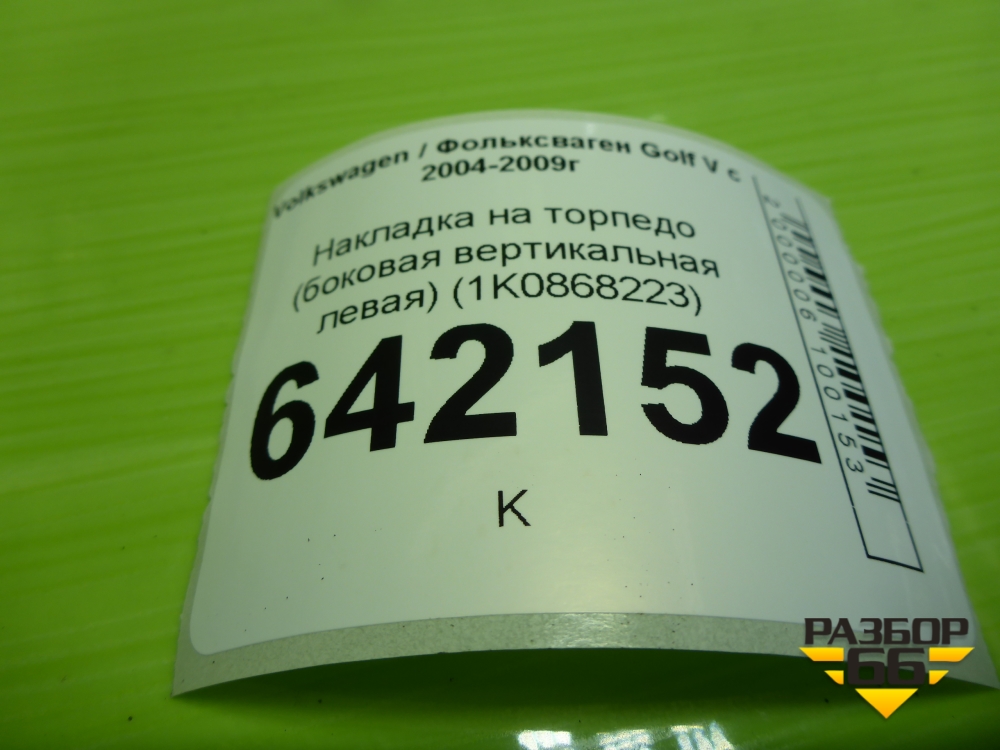 Volkswagen / Фольксваген Golf V с
2004-2009г
Накладка на торпедо
(боковая вертикальная
левая) (1K0868223)
642152
К
2000006100153
РАЗБОР
66